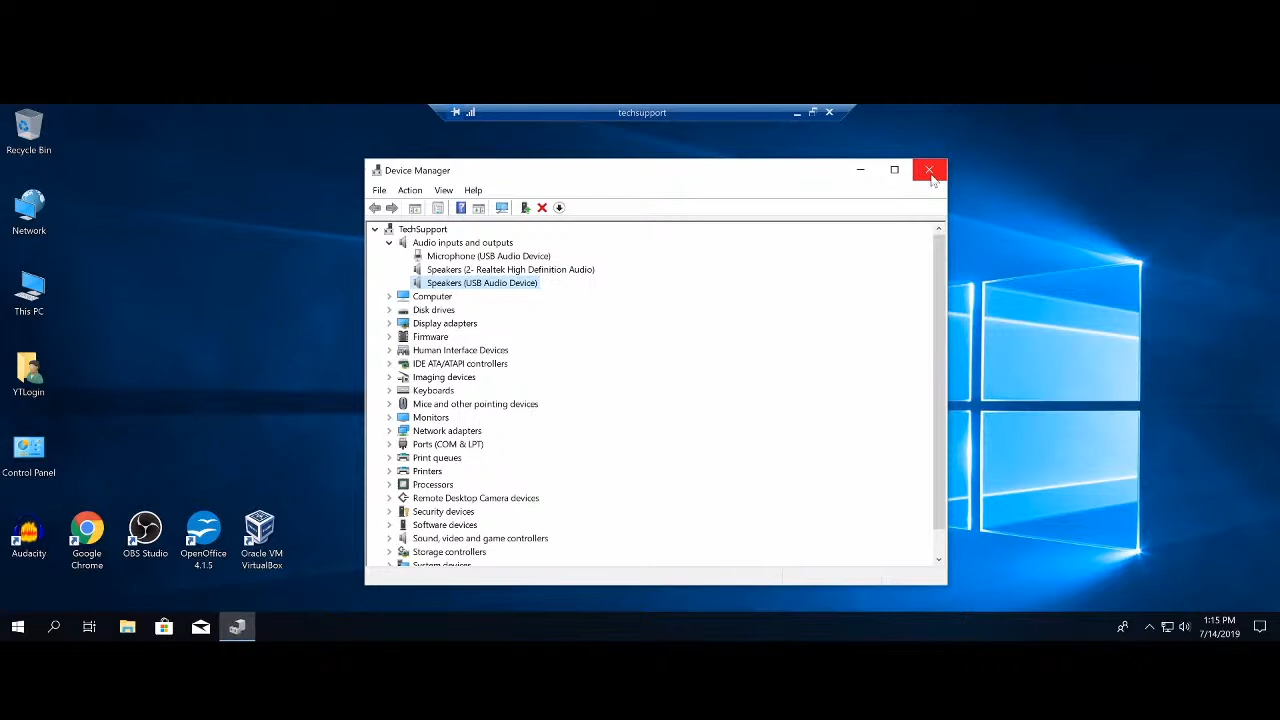 techsupport
Recycle Bin
Network
This PC
YTLogin
Control Panel
Audacity
Google
Chrome
OBS Studio
OpenOffice
4.1.5
Oracle VM
VirtualBox
Device Manager
File Action View Help
TechSupport
Audio inputs and outputs
Microphone (USB Audio Device)
Speakers (2- Realtek High Definition Audio)
Speakers (USB Audio Device)
Computer
Disk drives
Display adapters
Firmware
Human Interface Devices
IDE ATA/ATAPI controllers
Imaging devices
Keyboards
Mice and other pointing devices
Monitors
Network adapters
Ports (COM & LPT)
Print queues
Printers
Processors
Remote Desktop Camera devices
Security devices
Software devices
Sound, video and game controllers
Storage controllers
System devices
1:15 PM
7/14/2019